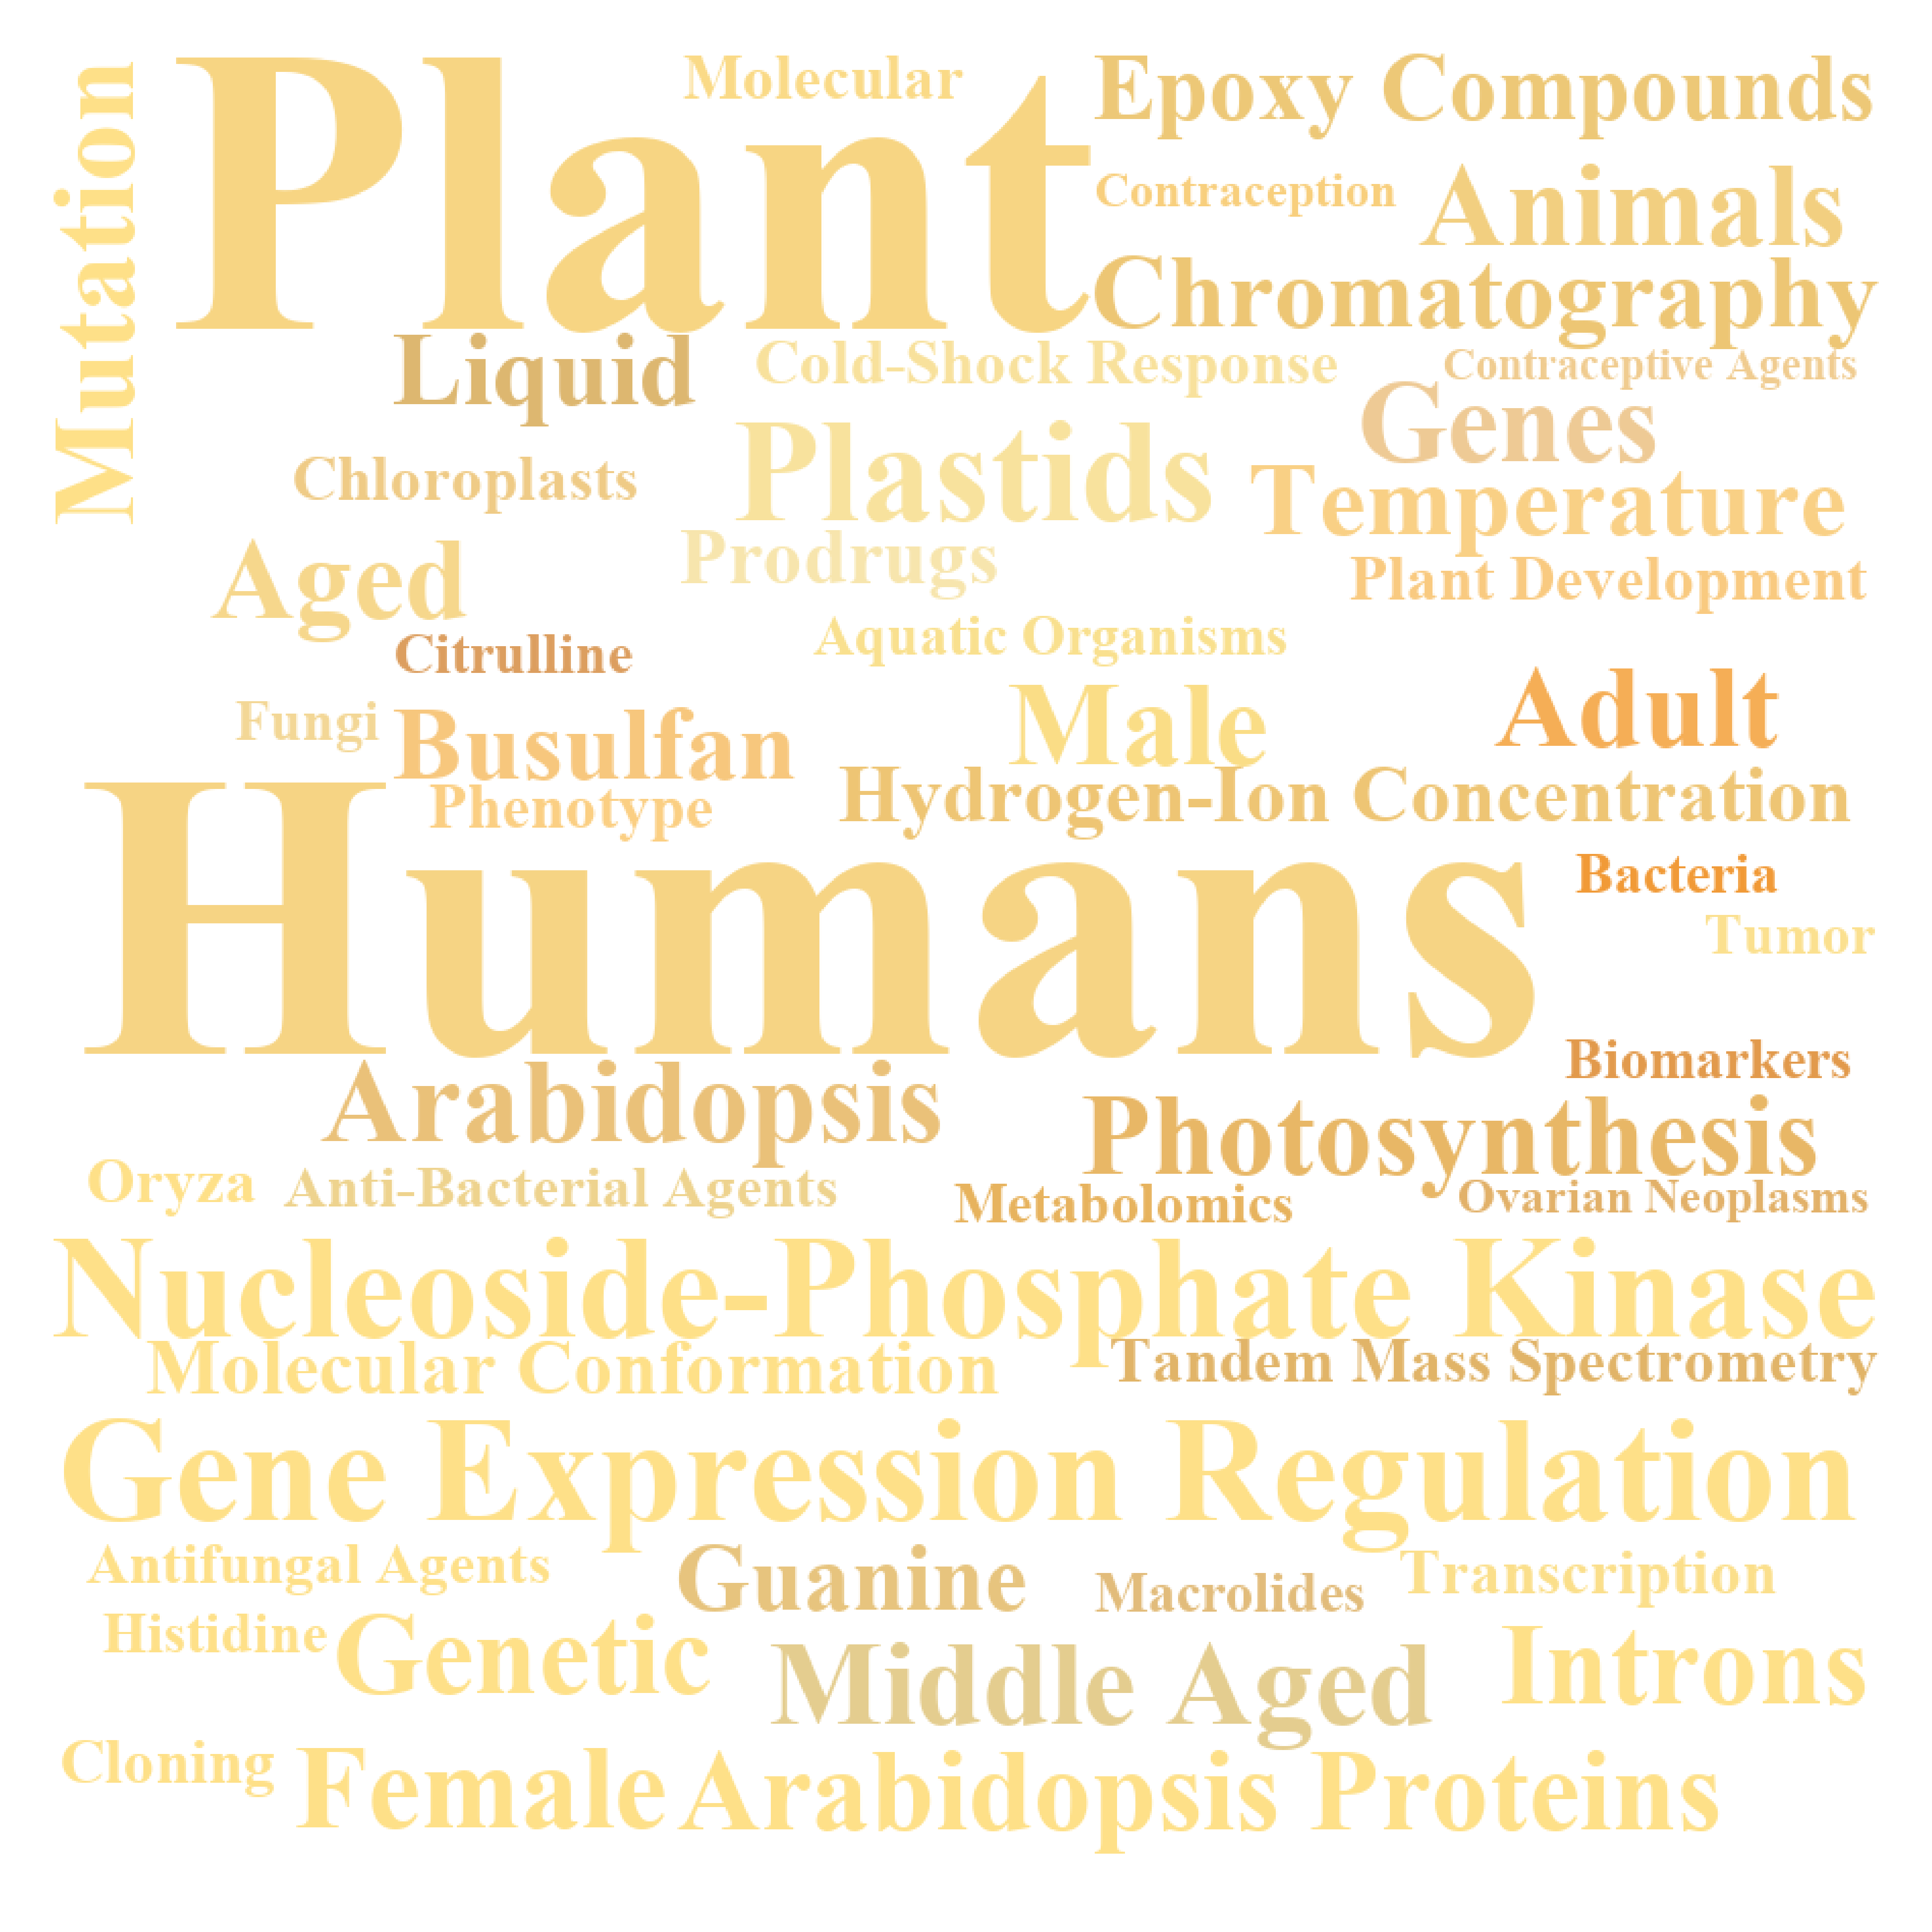 Mutation
Plant
Molecular
Epoxy Compounds
Contraception
Animals
Chromatography
Liquid
Cold-Shock Response
Contraceptive Agents
Genes
Chloroplasts
Plastids
Temperature
Aged
Prodrugs
Plant Development
Citrulline
Aquatic Organisms
Fungi
Busulfan
Male
Adult
Phenotype
Hydrogen-Ion Concentration
Humans
Bacteria
Tumor
Biomarkers
Arabidopsis
Photosynthesis
Oryza
Anti-Bacterial Agents
Metabolomics
Ovarian Neoplasms
Nucleoside-Phosphate Kinase
Molecular Conformation
Tandem Mass Spectrometry
Gene Expression Regulation
Antifungal Agents
Guanine
Macrolides
Transcription
Histidine
Genetic
Middle Aged
Introns
Cloning
Female
Arabidopsis Proteins